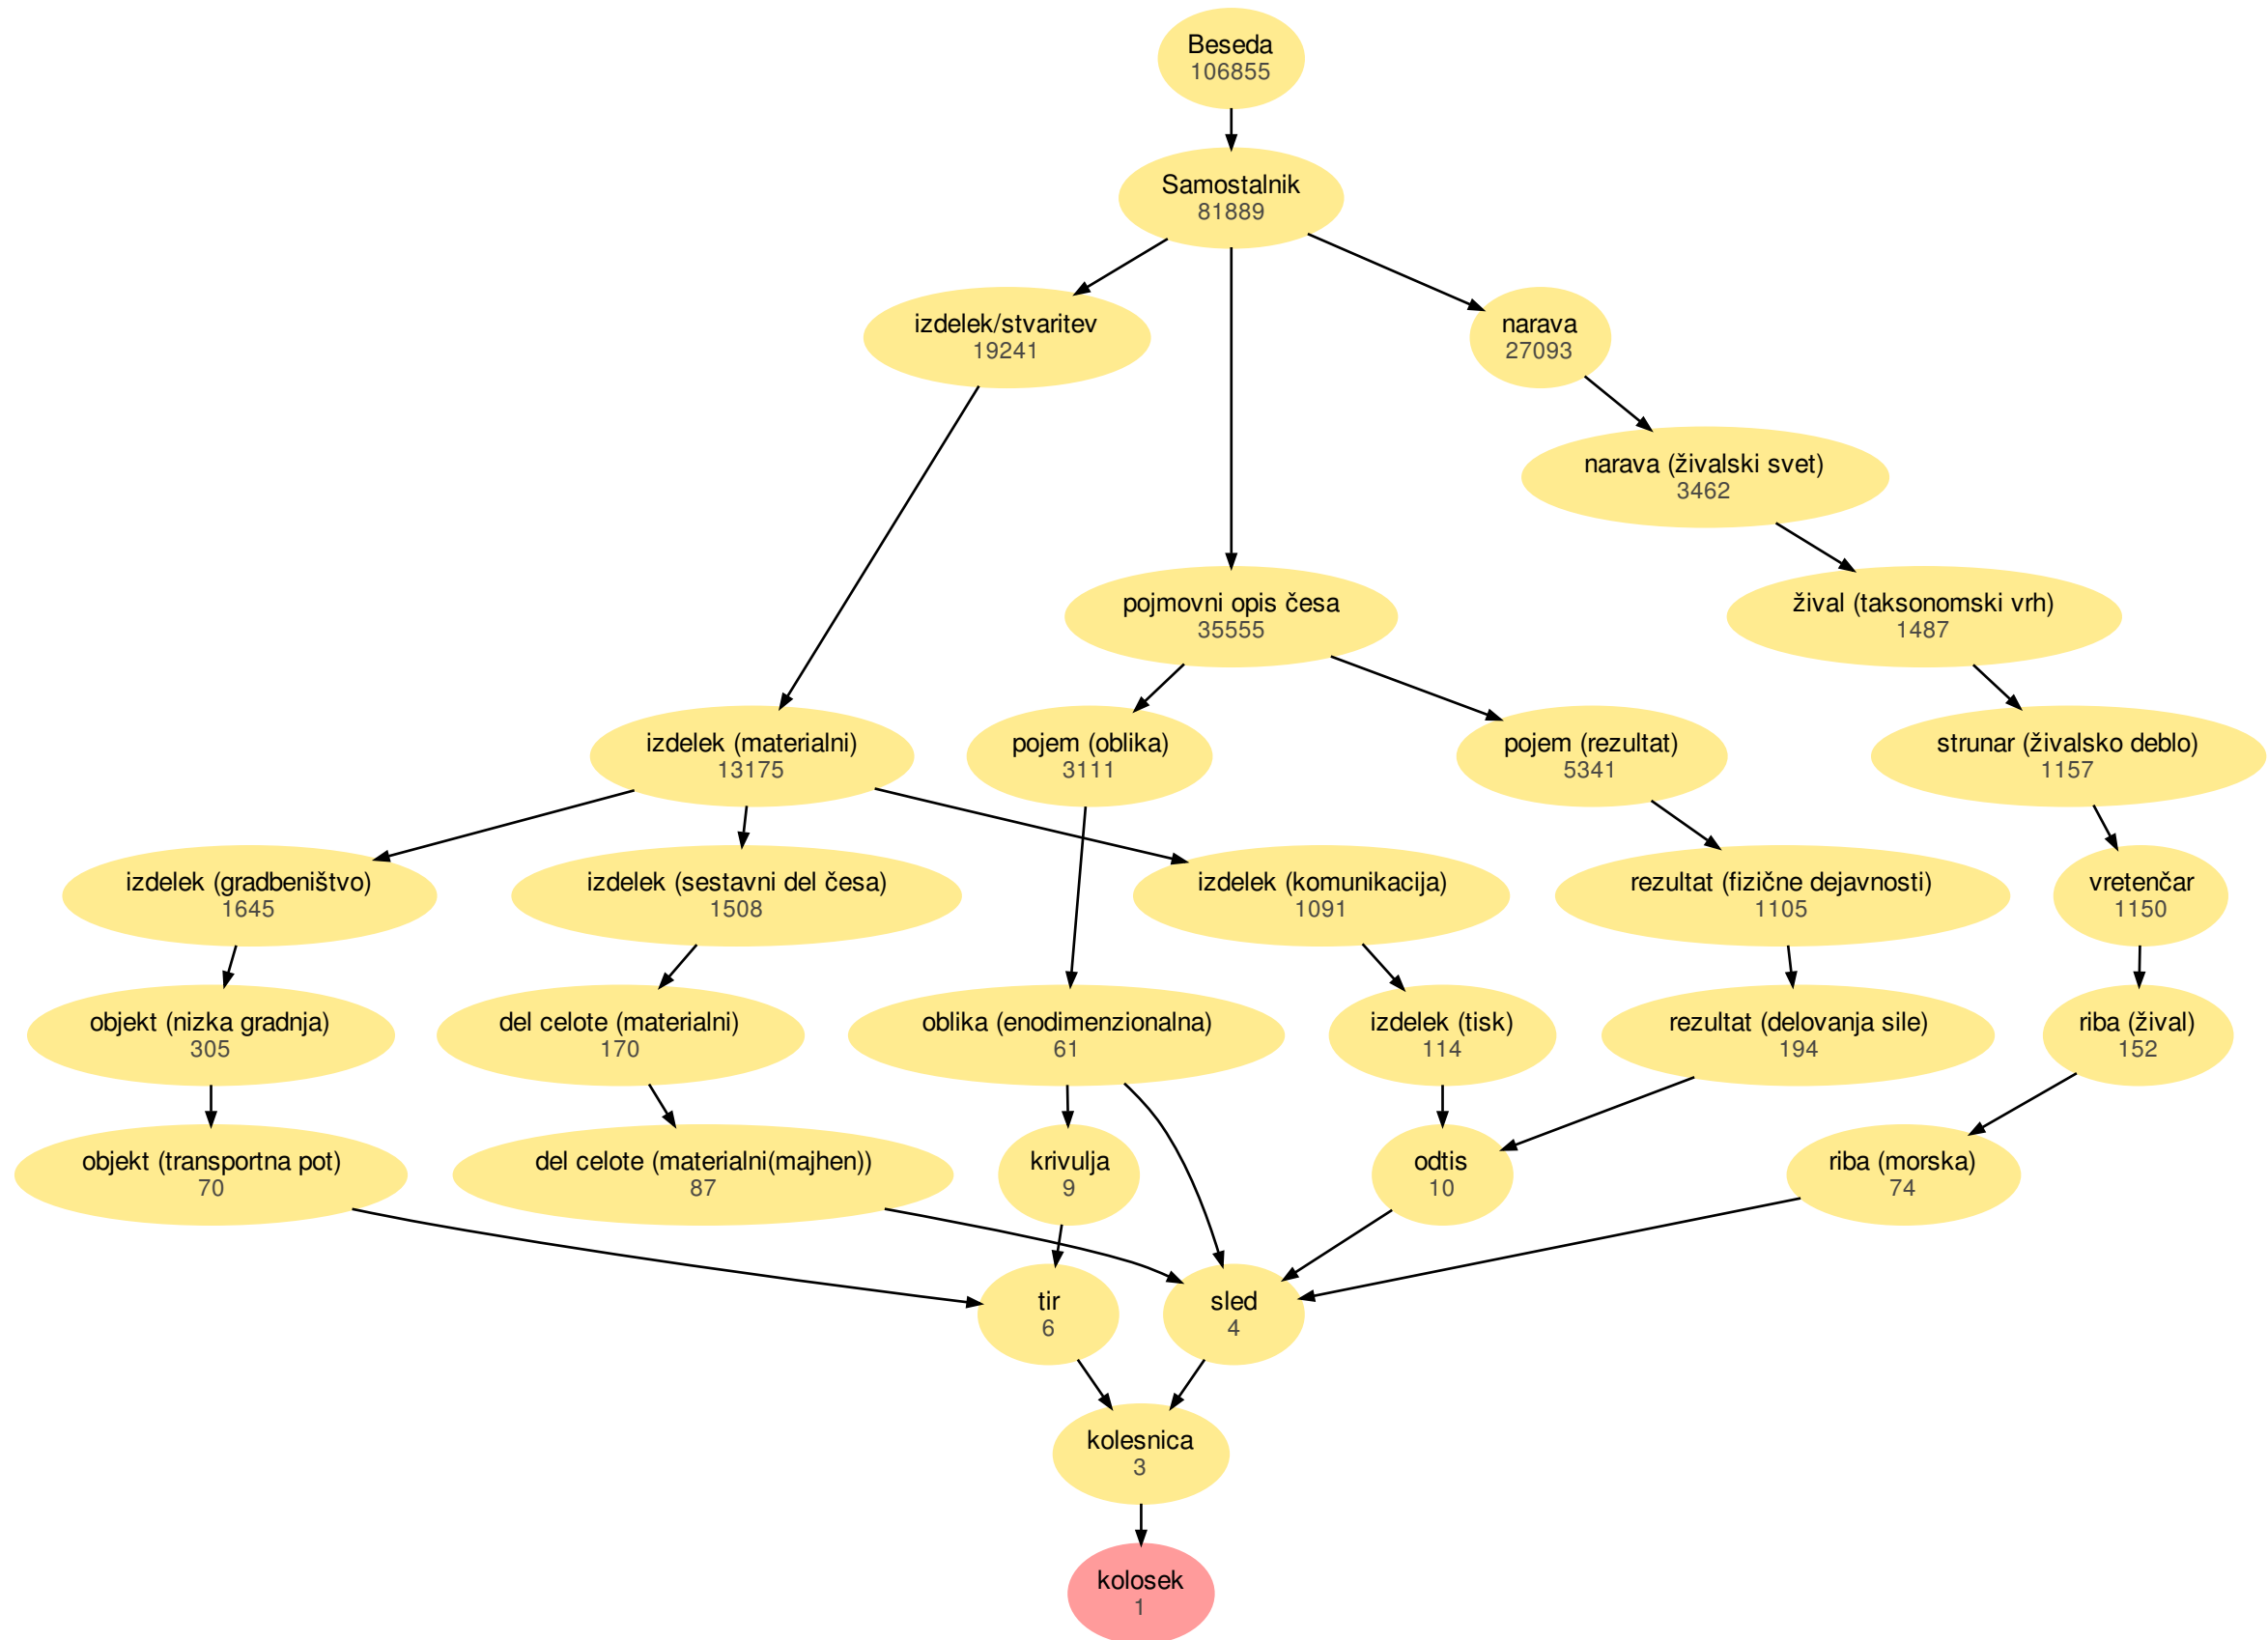 Beseda
106855
Samostalnik
81889
izdelek/stvaritev
19241
narava
27093
narava (živalski svet)
3462
pojmovni opis česa
35555
žival (taksonomski vrh)
1487
izdelek (materialni)
13175
pojem (oblika)
3111
pojem (rezultat)
5341
strunar (živalsko deblo)
1157
izdelek (gradbeništvo)
1645
izdelek (sestavni del česa)
1508
izdelek (komunikacija)
1091
rezultat (fizične dejavnosti)
1105
vretenčar
1150
objekt (nizka gradnja)
305
del celote (materialni)
170
oblika (enodimenzionalna)
61
izdelek (tisk)
114
rezultat (delovanja sile)
194
riba (žival)
152
objekt (transportna pot)
70
del celote (materialni(majhen))
87
krivulja
9
odtis
10
riba (morska)
74
tir
6
sled
4
kolesnica
3
kolosek
1